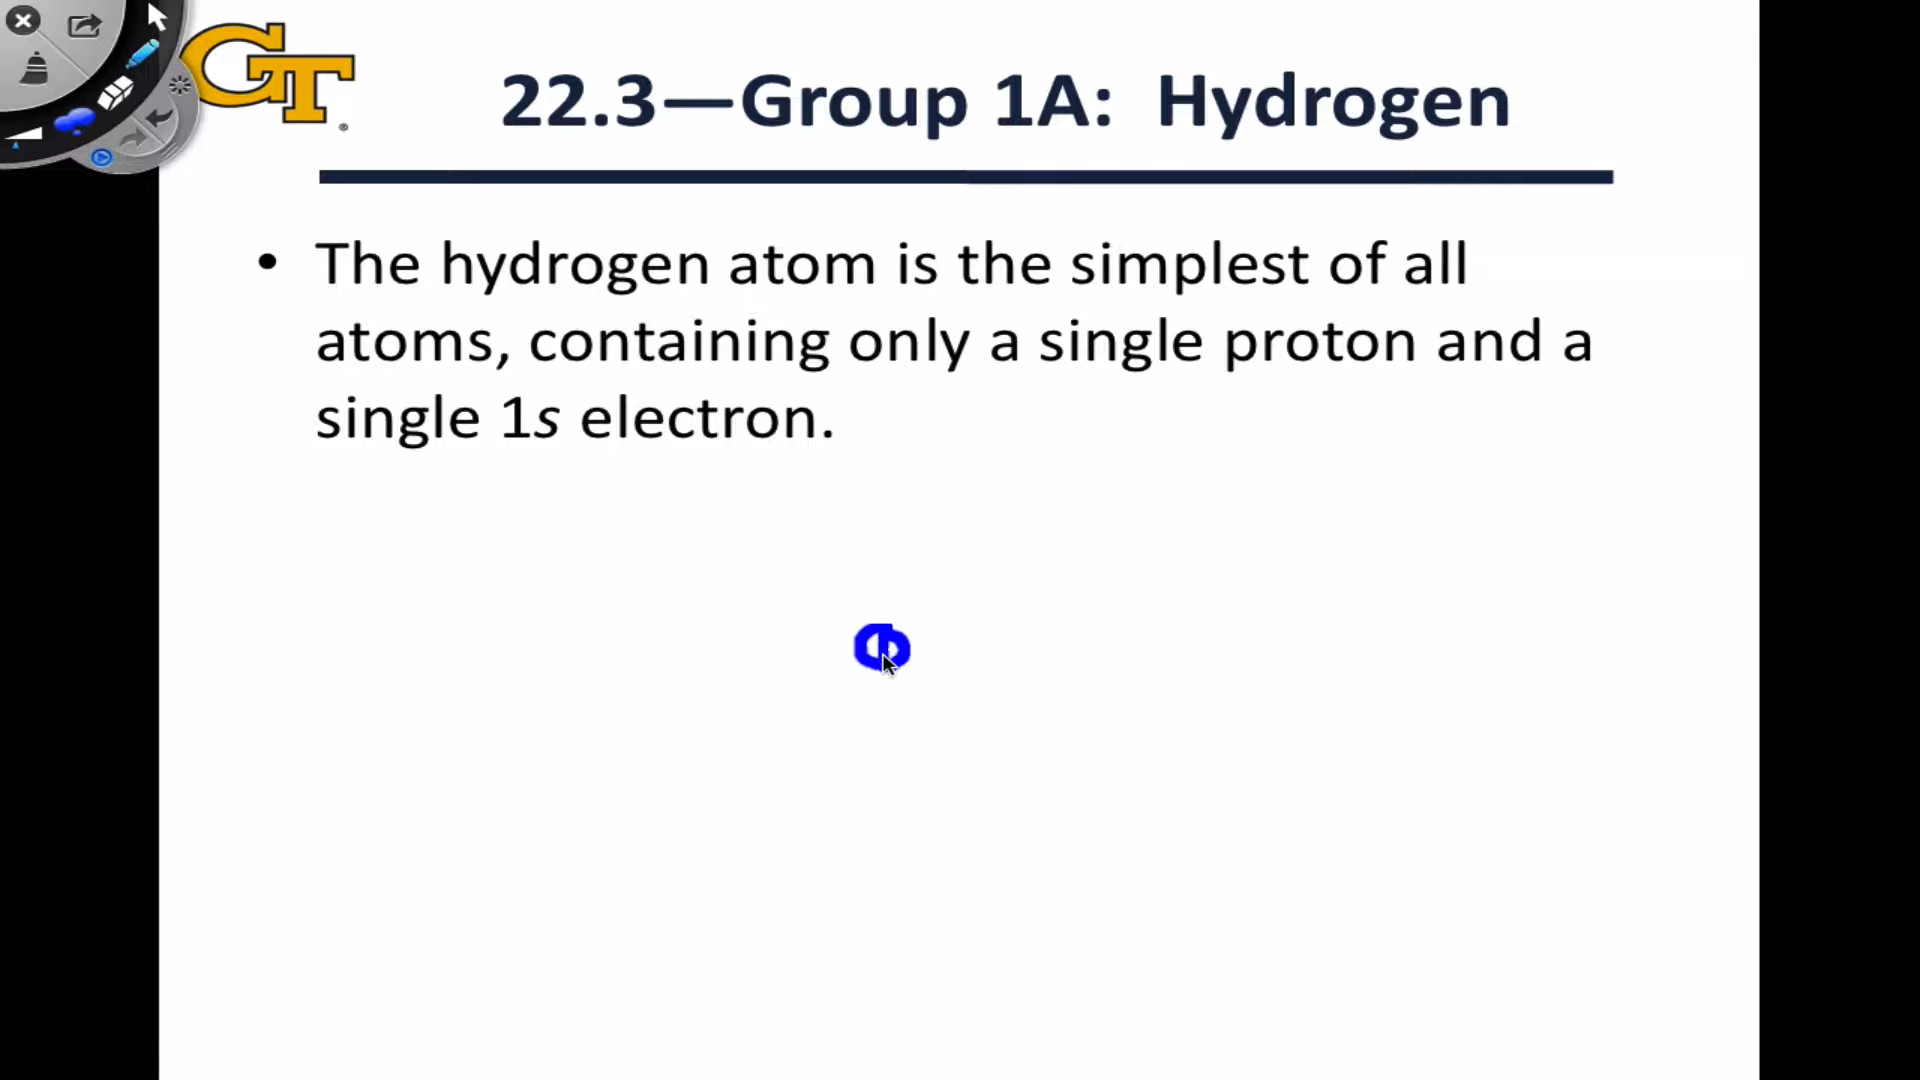 GT
22.3—Group 1A: Hydrogen
• The hydrogen atom is the simplest of all
atoms, containing only a single proton and a
single 1s electron.